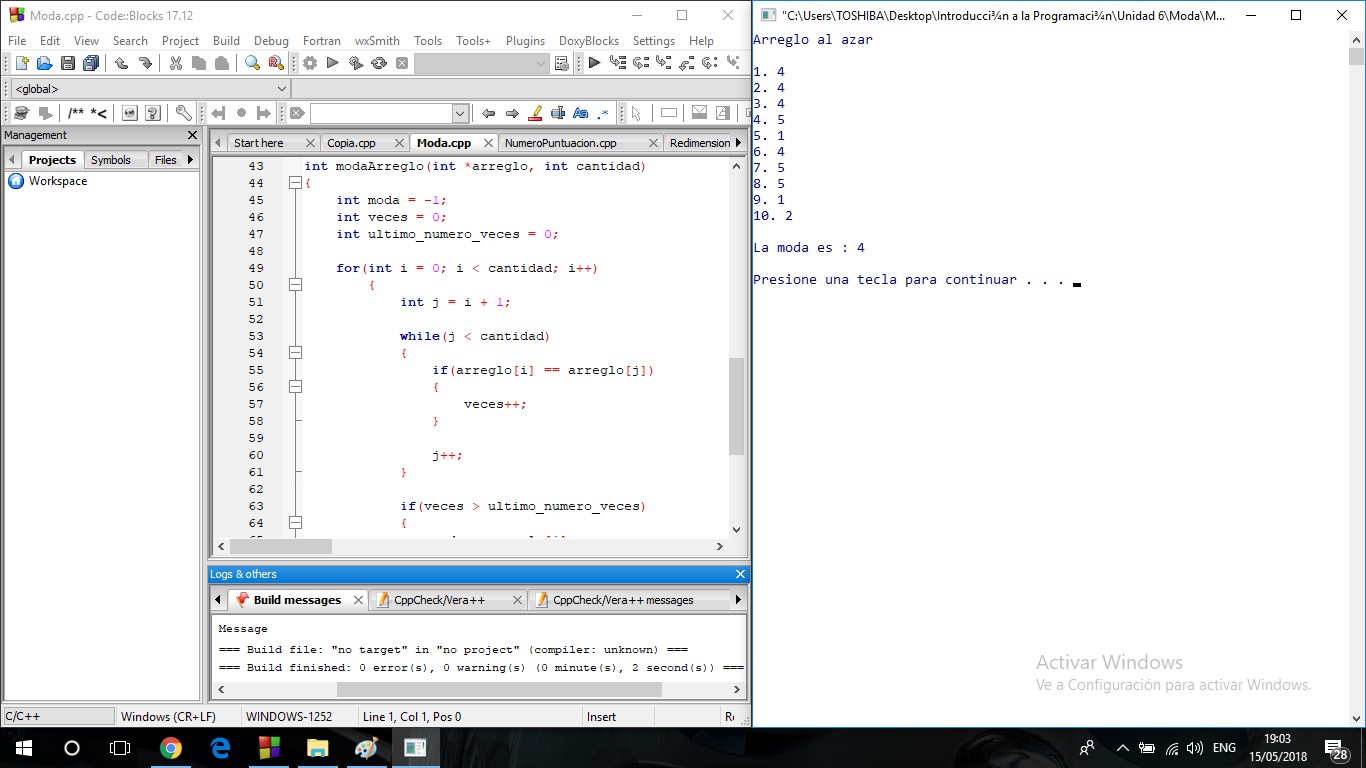 Moda.cpp - Code::Blocks 17.12
File Edit View Search Project Build Debug Fortran wxSmith Tools Tools+ Plugins DoxyBlocks Settings Help
<global>
/** *<
Management
Projects Symbols Files
Workspace
Start here Copia.cpp Moda.cpp NumeroPuntuacion.cpp Redimension
43 int modaArreglo(int *arreglo, int cantidad)
44 {
45 int moda = -1;
46 int veces = 0;
47 int ultimo_numero_veces = 0;
48
49 for(int i = 0; i < cantidad; i++)
50 {
51 int j = i + 1;
52
53 while(j < cantidad)
54 {
55 if(arreglo[i] == arreglo[j])
56 {
57 veces++;
58 }
59
60 j++;
61 }
62
63 if(veces > ultimo_numero_veces)
64 {
Logs & others
Build messages CppCheck/Vera++ CppCheck/Vera++ messages
Message
=== Build file: "no target" in "no project" (compiler: unknown) ===
=== Build finished: 0 error(s), 0 warning(s) (0 minute(s), 2 second(s)) ===
C/C++ Windows (CR+LF) WINDOWS-1252 Line 1, Col 1, Pos 0 Insert
"C:\Users\TOSHIBA\Desktop\Introducci¾n a la Programaci¾n\Unidad 6\Moda\M...
Arreglo al azar
1. 4
2. 4
3. 4
4. 5
5. 1
6. 4
7. 5
8. 5
9. 1
10. 2
La moda es : 4
Presione una tecla para continuar . . .
Activar Windows
Ve a Configuración para activar Windows.
ENG
19:03
15/05/2018
28